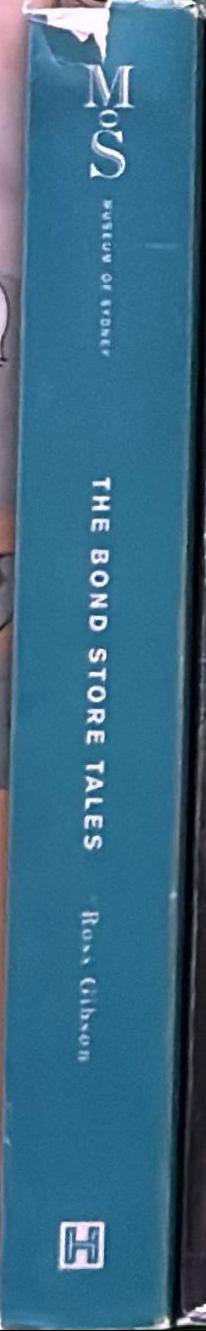 MoS
MUSEUM OF SYDNEY
THE BOND STORE TALES
Ross Gibson
H